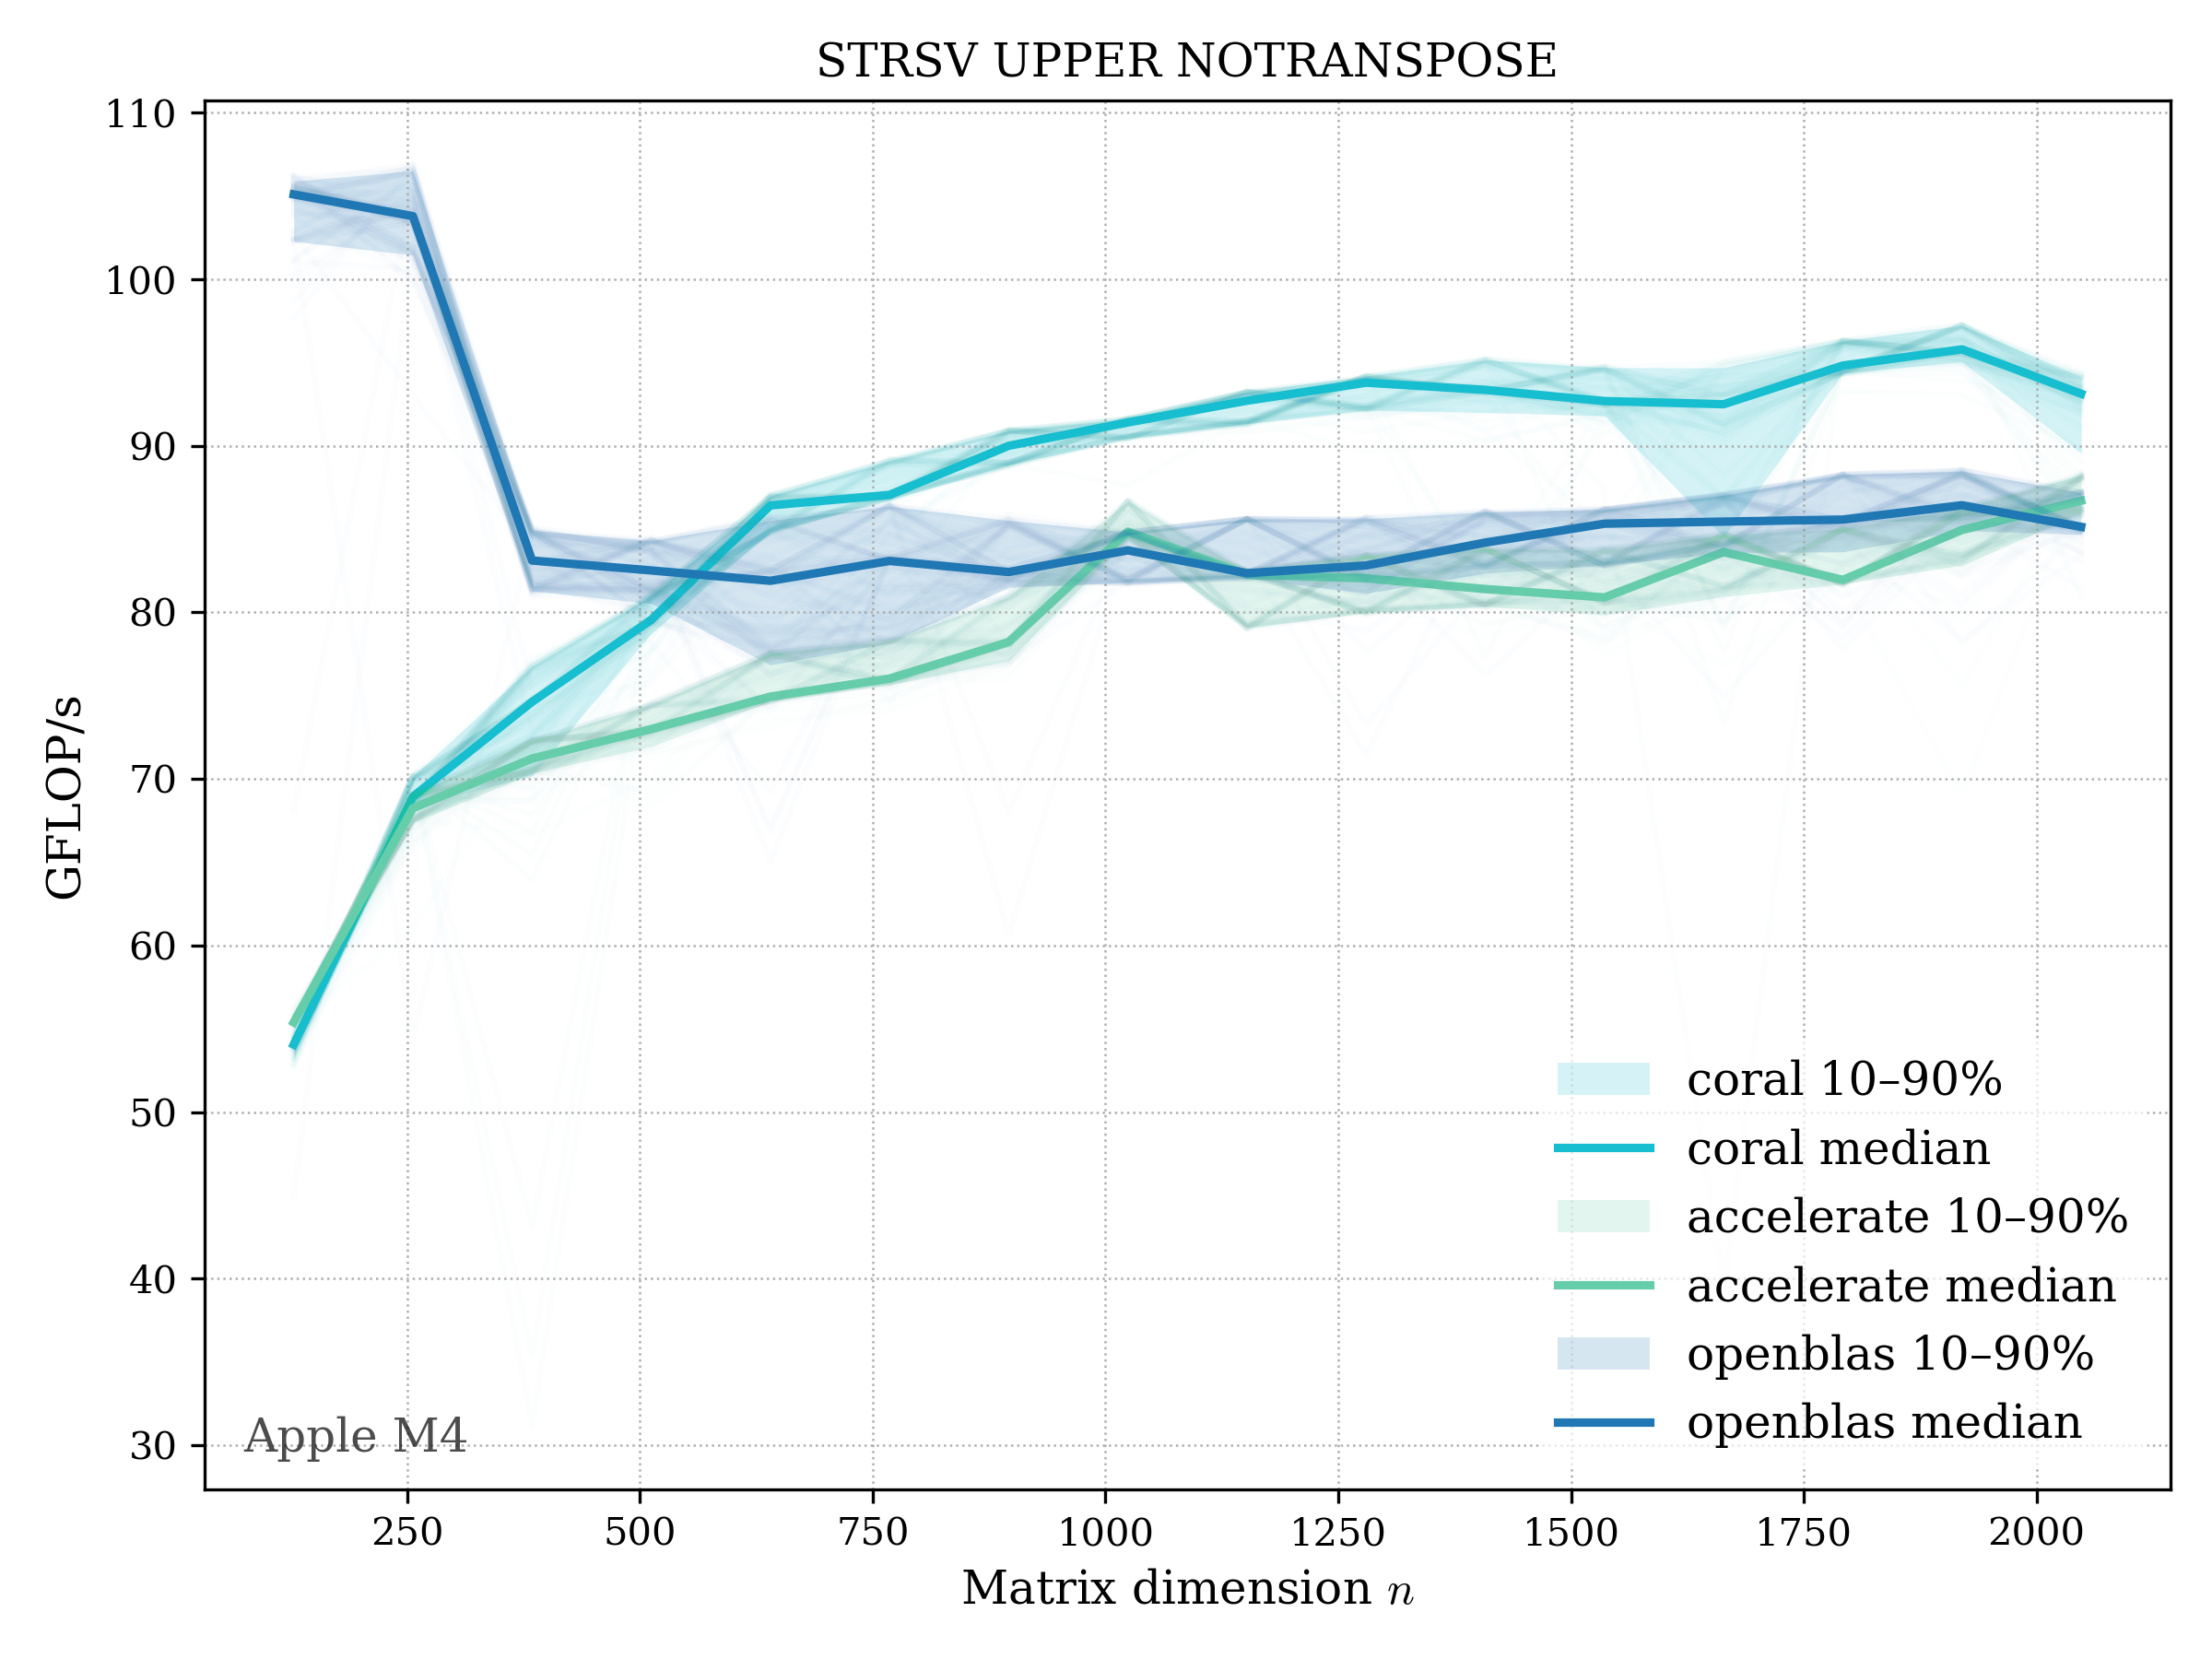 STRSV UPPER NOTRANSPOSE
110
100
90
80
70
60
50
40
30
GFLOP/s
250 500 750 1000 1250 1500 1750 2000
Matrix dimension n
Apple M4
coral 10–90%
coral median
accelerate 10–90%
accelerate median
openblas 10–90%
openblas median